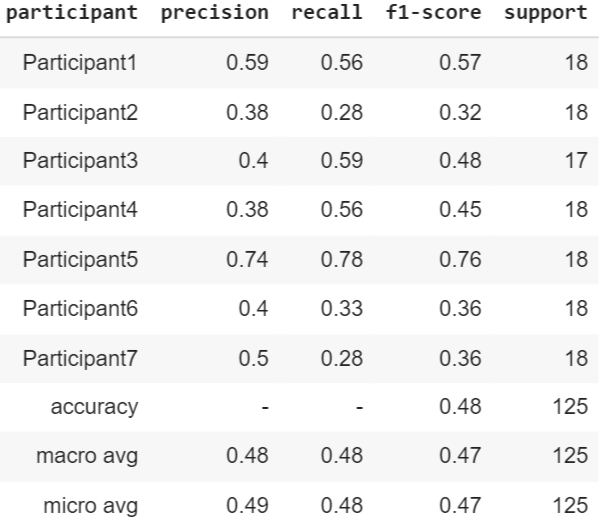 participant precision recall f1-score support
Participant1 0.59 0.56 0.57 18
Participant2 0.38 0.28 0.32 18
Participant3 0.4 0.59 0.48 17
Participant4 0.38 0.56 0.45 18
Participant5 0.74 0.78 0.76 18
Participant6 0.4 0.33 0.36 18
Participant7 0.5 0.28 0.36 18
accuracy - - 0.48 125
macro avg 0.48 0.48 0.47 125
micro avg 0.49 0.48 0.47 125